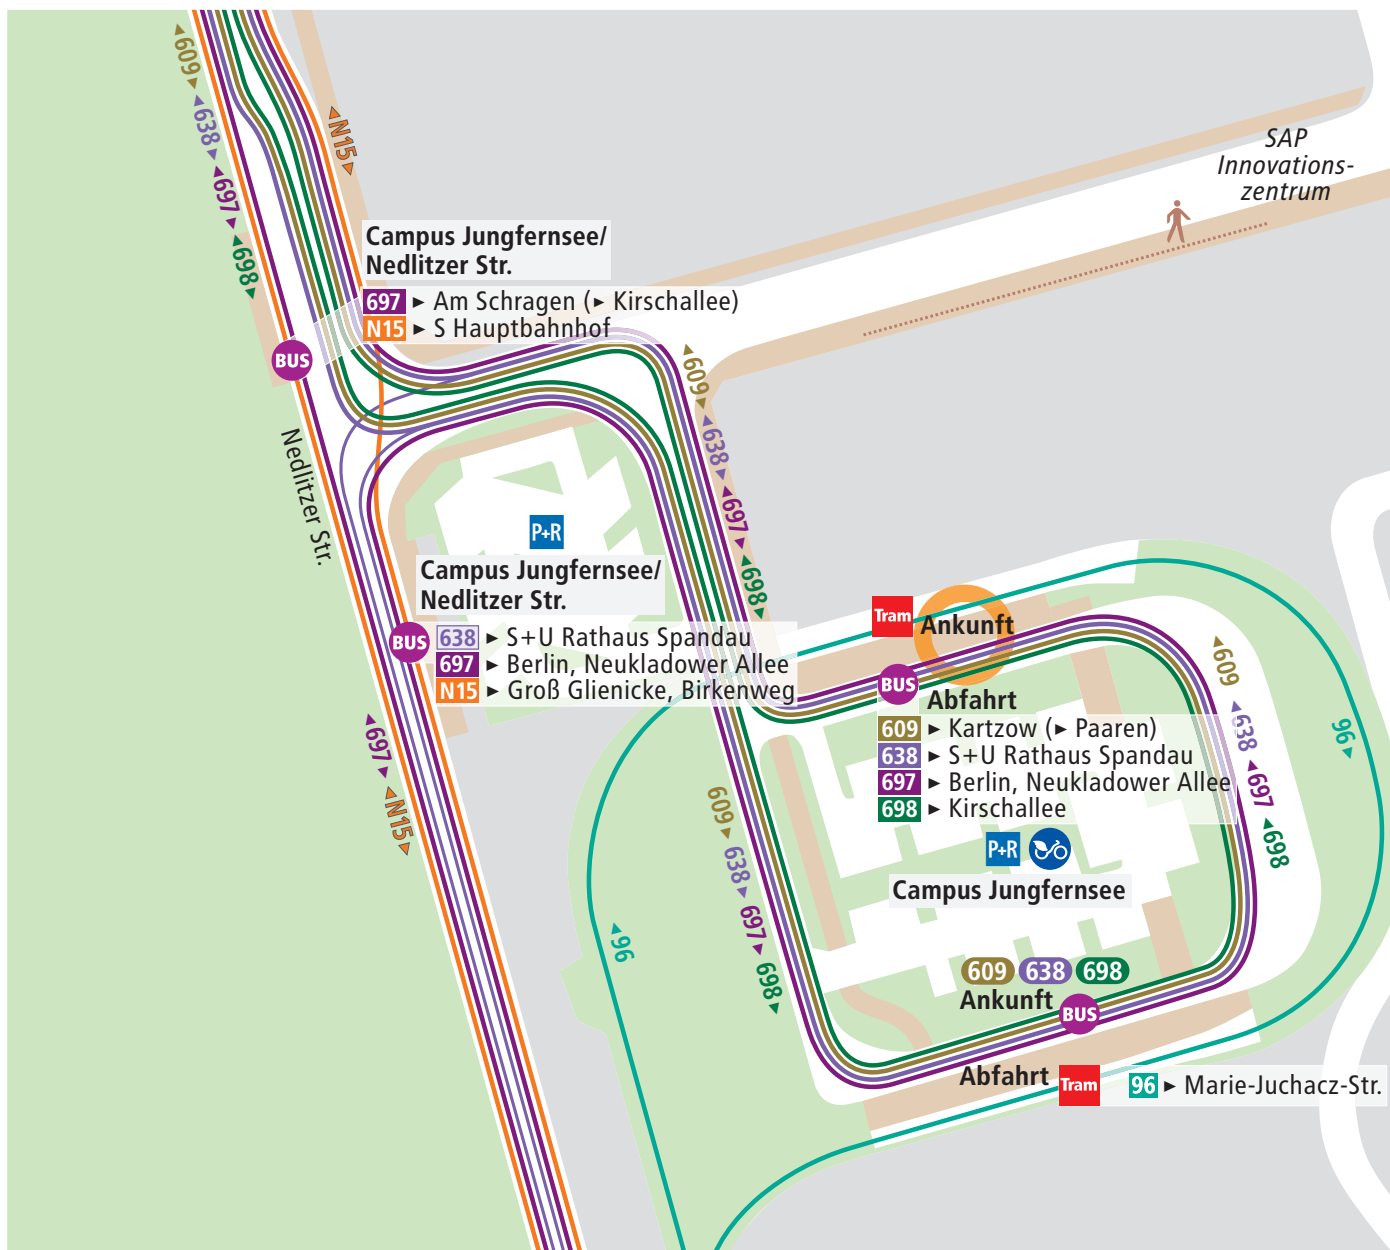 ◄609►
◄638►
◄697►
◄698►
◄N15►
SAP
Innovations-
zentrum
Campus Jungfernsee/
Nedlitzer Str.
697 ► Am Schragen (► Kirschallee)
N15 ► S Hauptbahnhof
BUS
Nedlitzer Str.
◄609►
◄638►
◄697►
◄698►
P+R
Campus Jungfernsee/
Nedlitzer Str.
BUS
638 ► S+U Rathaus Spandau
697 ► Berlin, Neukladower Allee
N15 ► Groß Glienicke, Birkenweg
◄697►
◄N15►
Tram Ankunft
BUS
Abfahrt
609 ► Kartzow (► Paaren)
638 ► S+U Rathaus Spandau
697 ► Berlin, Neukladower Allee
698 ► Kirschallee
◄609
◄638
◄697
◄698
96►
609►
638►
697►
698►
◄96
P+R
Campus Jungfernsee
609 638 698
Ankunft BUS
Abfahrt Tram 96 ► Marie-Juchacz-Str.